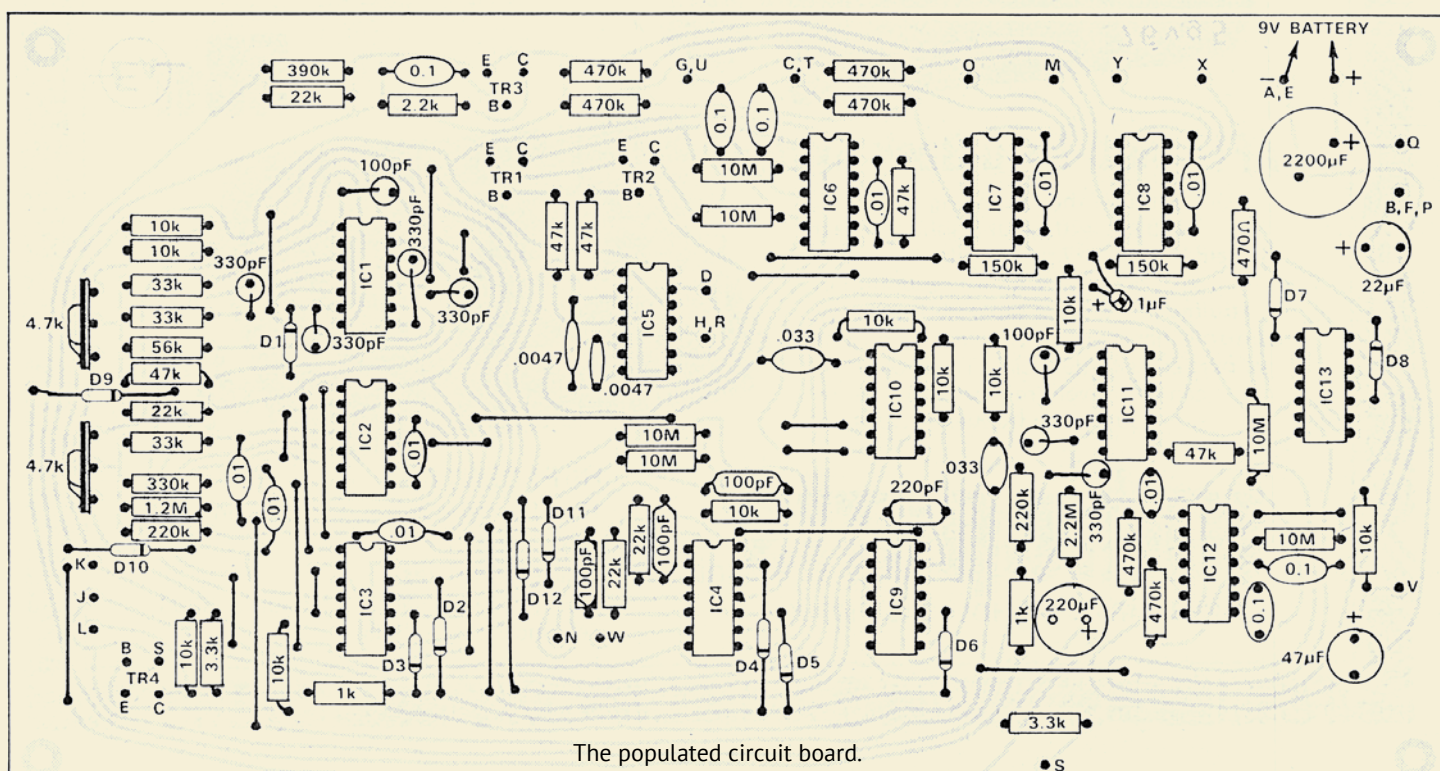 76vg5
9V BATTERY
390k
0.1
E C
470k
G,U
C,T
470k
O
M
Y
X
− +
A,E
22k
2.2k
TR3
B
470k
0.1
0.1
470k
100pF
E C
TR1
B
E C
TR2
B
10M
10M
IC6
.01
47k
IC7
.01
IC8
.01
2200µF
+
Q
B,F,P
10k
10k
330pF
33k
33k
56k
47k
4.7k
D9
330pF
IC1
D1
330pF
330pF
47k
47k
IC5
D
H,R
150k
150k
470Ω
+
22µF
D7
+
1µF
10k
100pF
.0047
.0047
10k
.033
IC10
10k
10k
IC11
IC13
D8
22k
33k
4.7k
330k
1.2M
220k
D10
.01
.01
IC2
.01
10M
10M
330pF
.033
47k
10M
100pF
10k
220pF
220k
2.2M
330pF
.01
.01
D11
D12
100pF
22k
22k
100pF
470k
470k
IC12
10M
0.1
10k
K
J
L
IC3
D2
D3
IC4
D4
D5
IC9
D6
1k
220µF
+
0.1
V
+
47µF
N
W
B S
TR4
E C
10k
3.3k
10k
1k
3.3k
The populated circuit board.
S